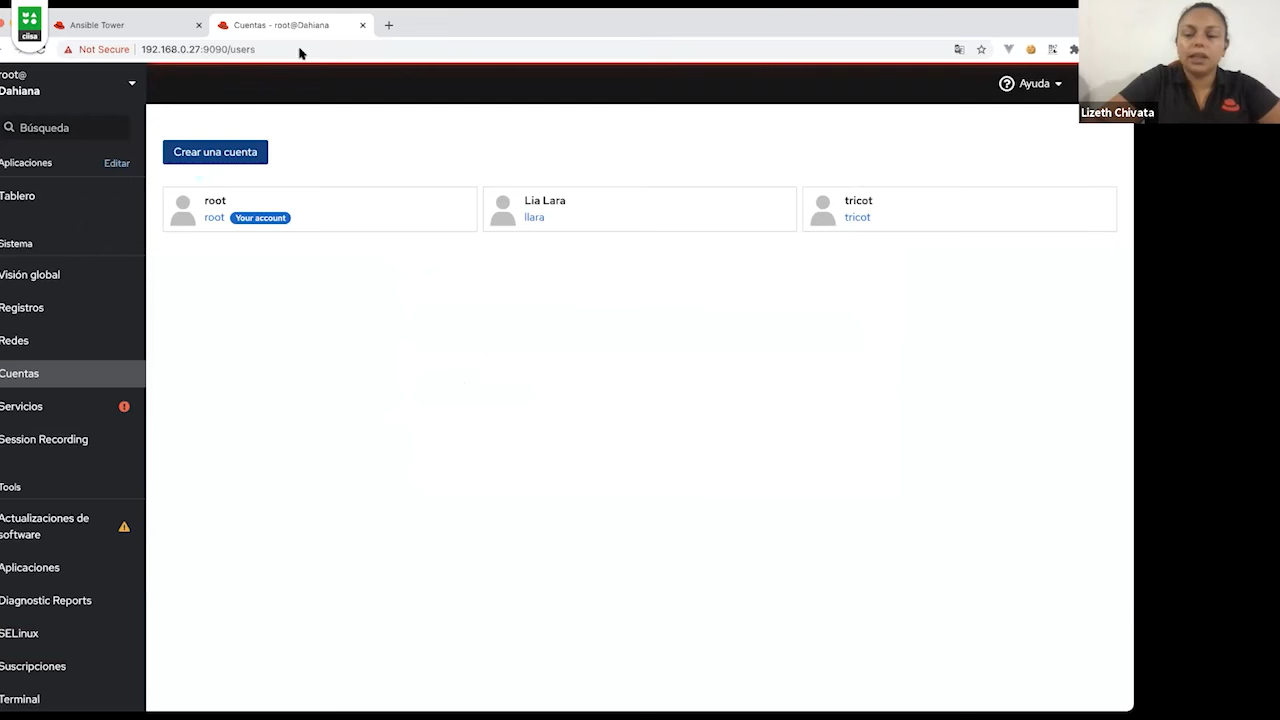 clisa
Ansible Tower
Cuentas - root@Dahiana
Not Secure
192.168.0.27:9090/users
Lizeth Chivata
root@
Dahiana
Ayuda
Búsqueda
Aplicaciones
Editar
Tablero
Sistema
Visión global
Registros
Redes
Cuentas
Servicios
Session Recording
Tools
Actualizaciones de
software
Aplicaciones
Diagnostic Reports
SELinux
Suscripciones
Terminal
Crear una cuenta
root
root Your account
Lia Lara
llara
tricot
tricot